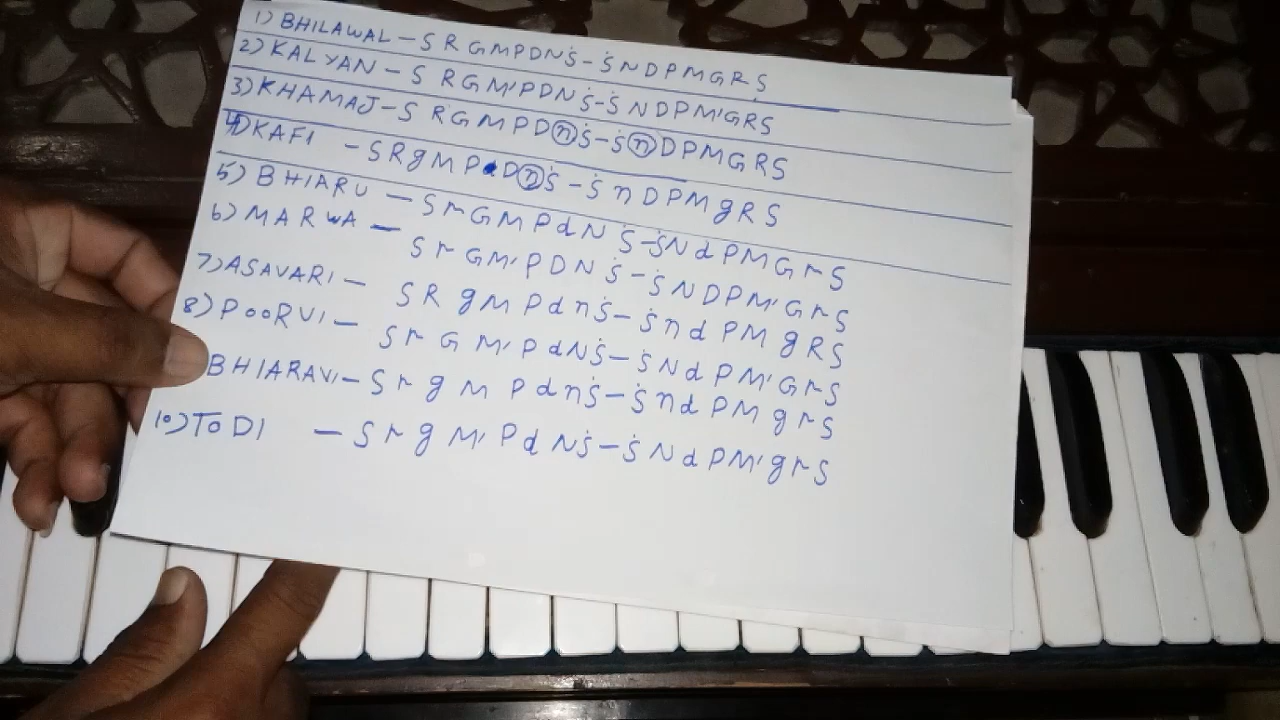 1) BHILAWAL - S R G M P D N Ṡ - Ṡ N D P M G R S
2) KALYAN - S R G M' P D N Ṡ - Ṡ N D P M' G R S
3) KHAMAJ - S R G M P D n Ṡ - Ṡ n D P M G R S
4) KAFI - S R g M P D n Ṡ - Ṡ n D P M g R S
5) BHIARU - S r G M P d N Ṡ - Ṡ N d P M G r S
6) MARWA - S r G M' P D N Ṡ - Ṡ N D P M' G r S
7) ASAVARI - S R g M P d n Ṡ - Ṡ n d P M g R S
8) POORVI - S r G M' P d N Ṡ - Ṡ N d P M' G r S
BHIARAVI - S r g M P d n Ṡ - Ṡ n d P M g r S
10) TODI - S r g M' P d N Ṡ - Ṡ N d P M' g r S